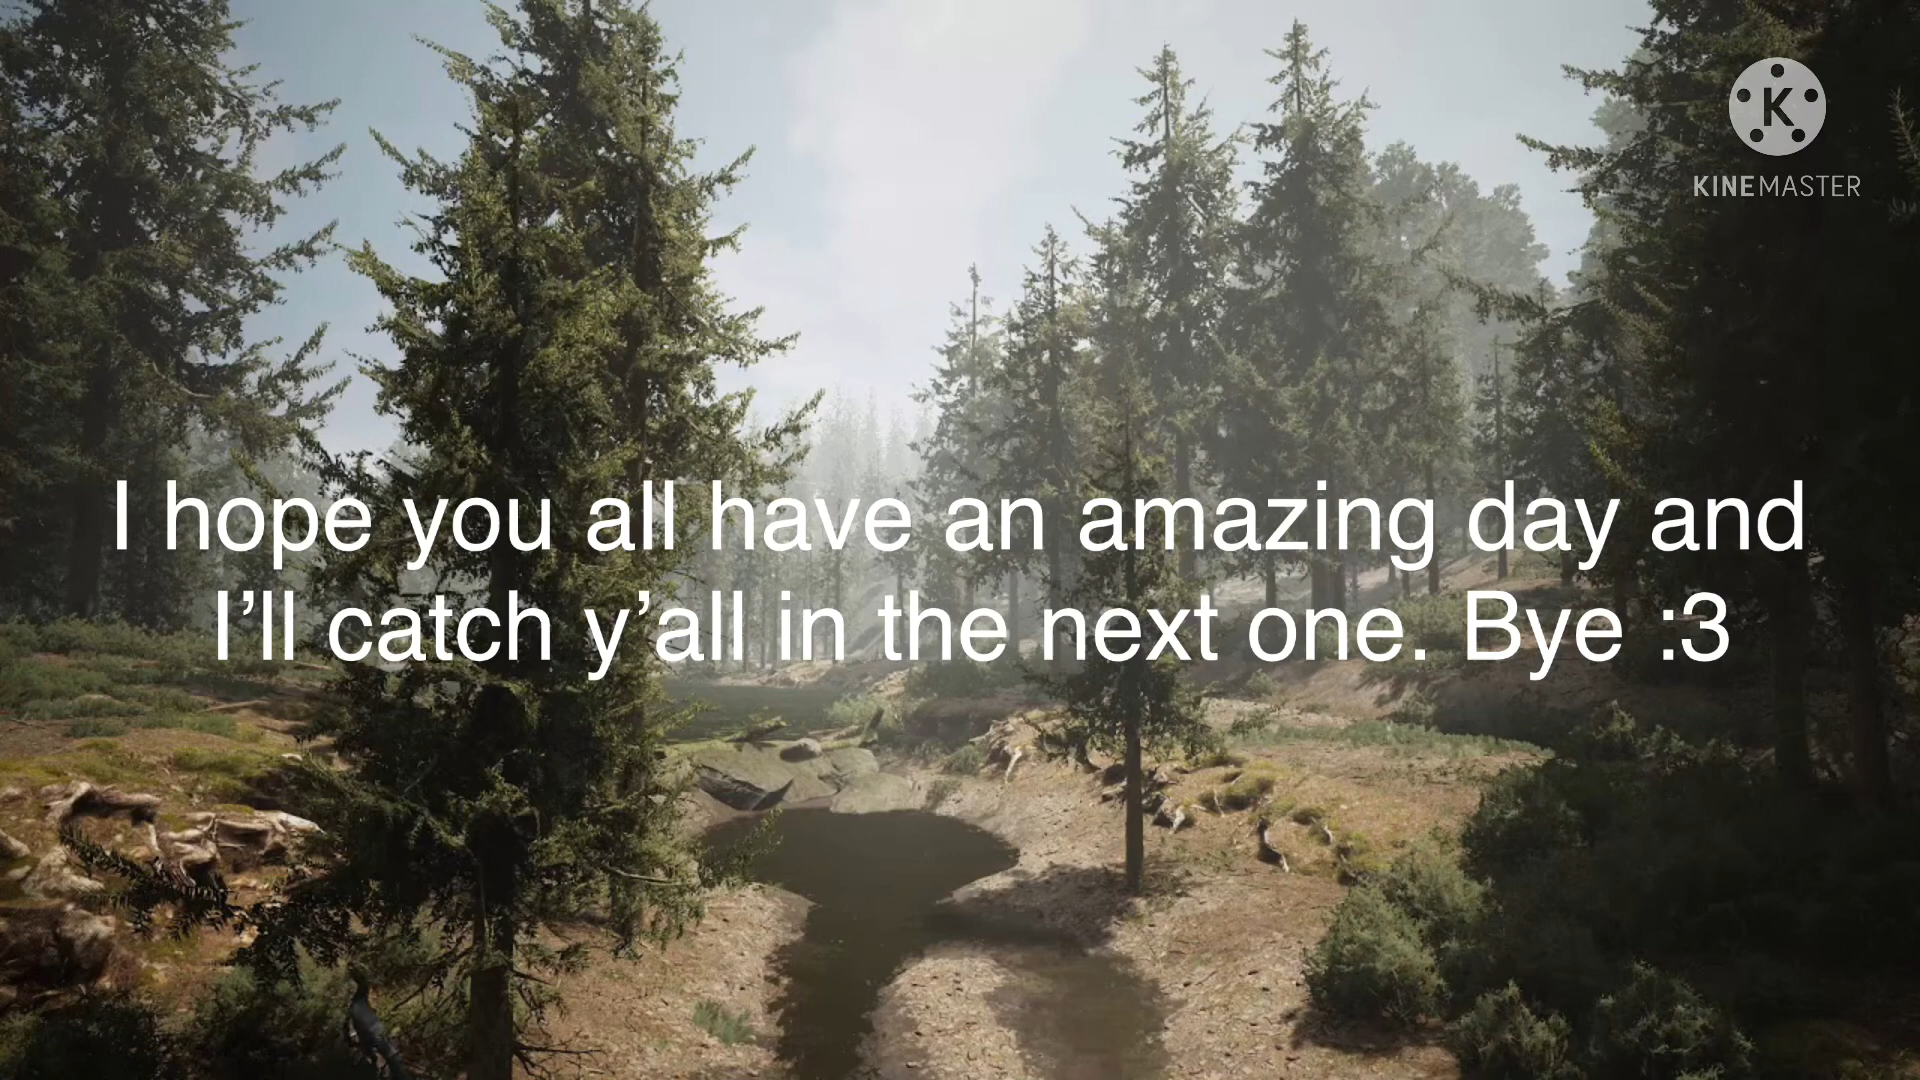 K
KINEMASTER
I hope you all have an amazing day and
I’ll catch y’all in the next one. Bye :3